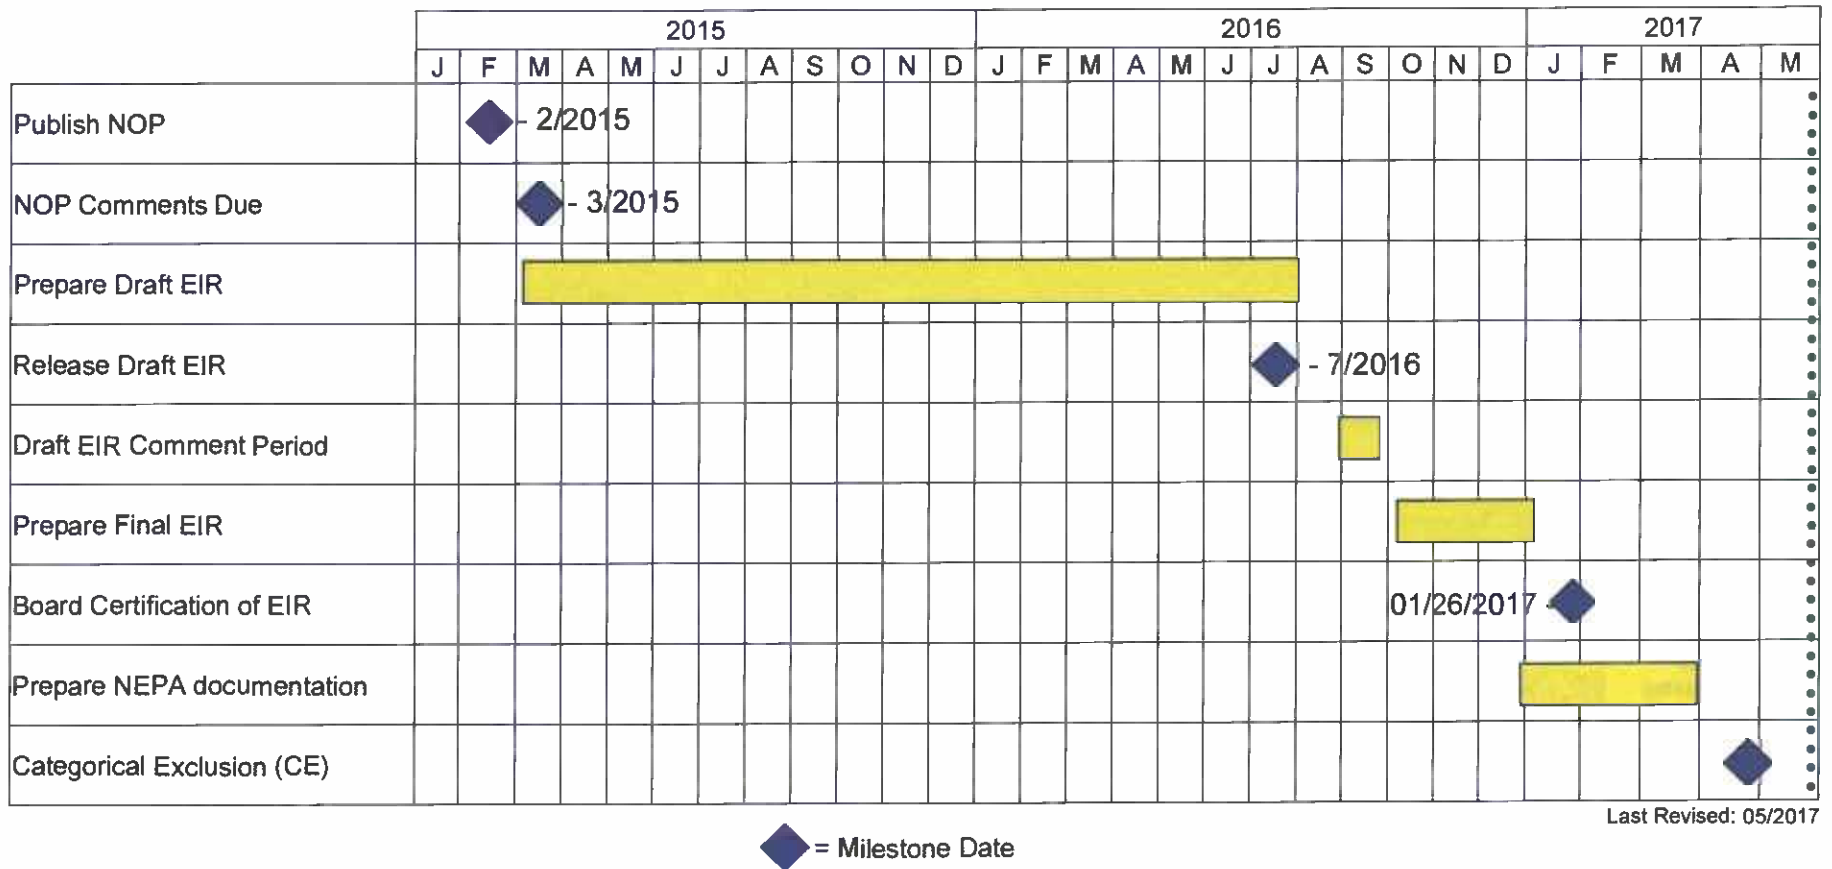 2015 2016 2017
J F M A M J J A S O N D J F M A M J J A S O N D J F M A M
Publish NOP - 2/2015
NOP Comments Due - 3/2015
Prepare Draft EIR
Release Draft EIR - 7/2016
Draft EIR Comment Period
Prepare Final EIR
Board Certification of EIR 01/26/2017 -
Prepare NEPA documentation
Categorical Exclusion (CE)
Last Revised: 05/2017
= Milestone Date